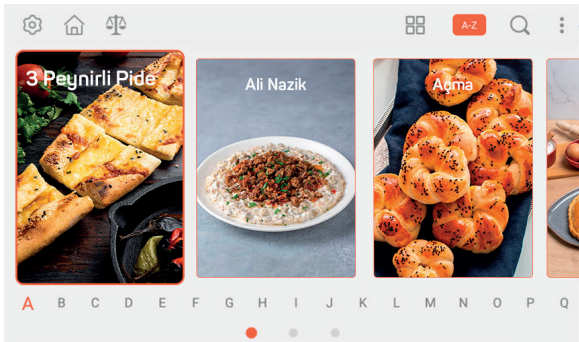 A-Z
3 Peynirli Pide
Ali Nazik
Açma
A B C D E F G H I J K L M N O P Q